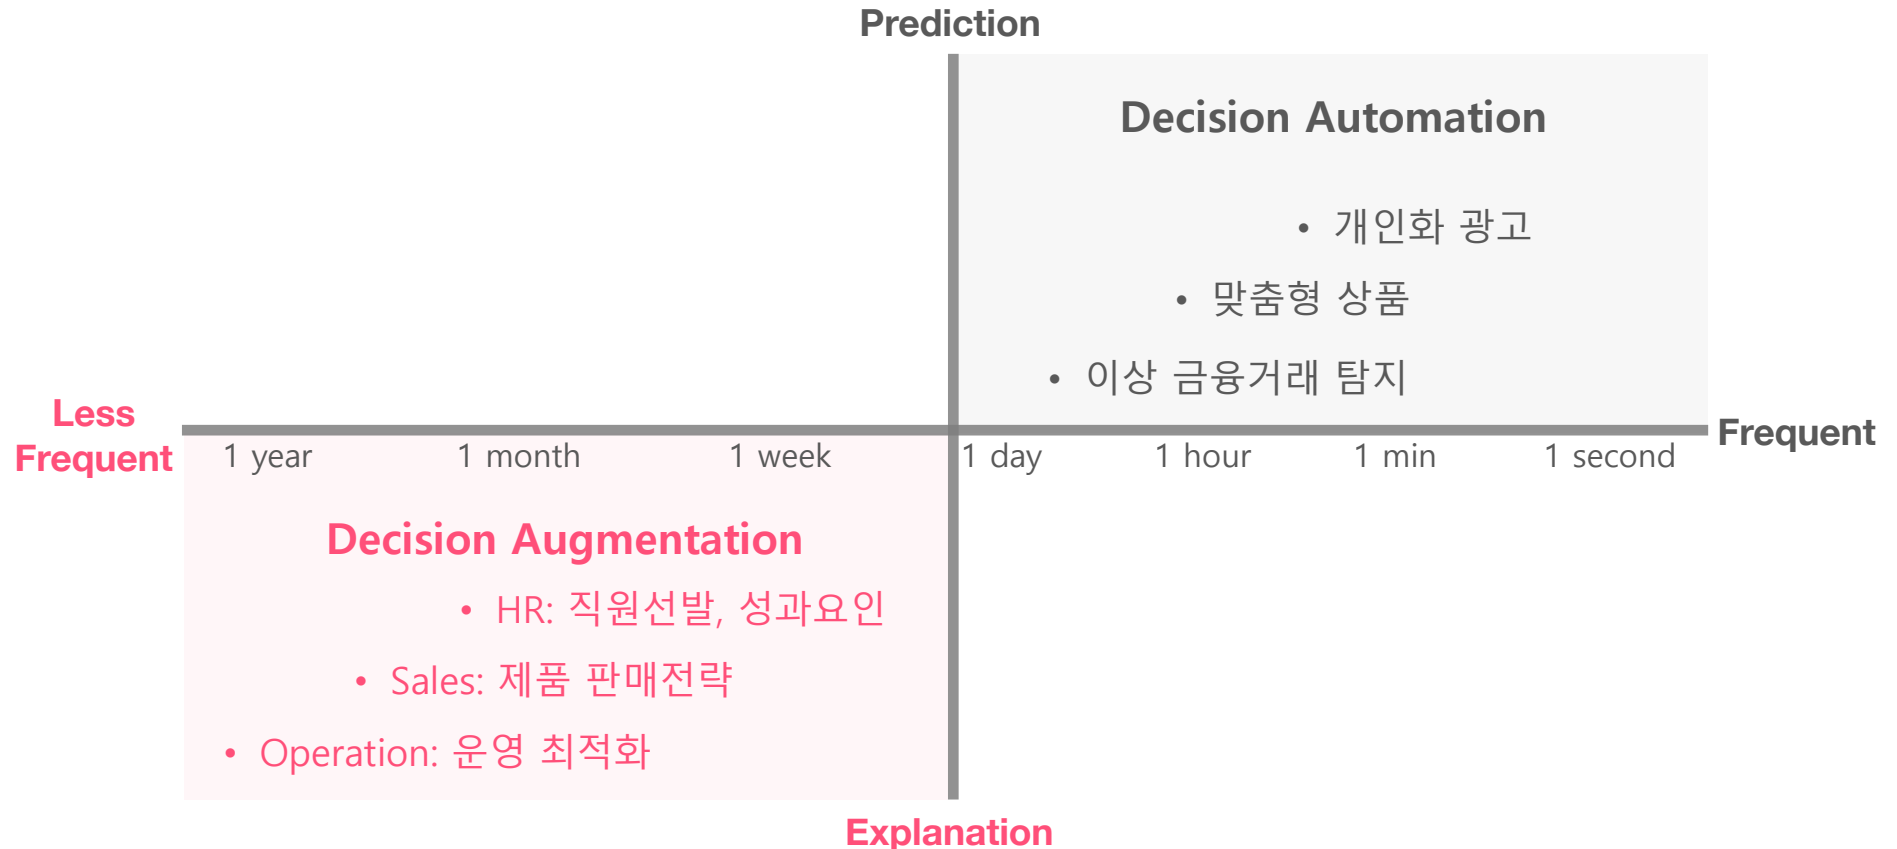 Prediction
Decision Automation
• 개인화 광고
• 맞춤형 상품
• 이상 금융거래 탐지
Less
Frequent
Frequent
1 year 1 month 1 week 1 day 1 hour 1 min 1 second
Decision Augmentation
• HR: 직원선발, 성과요인
• Sales: 제품 판매전략
• Operation: 운영 최적화
Explanation